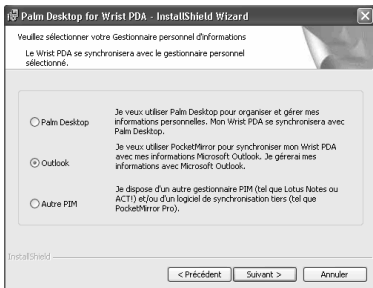 Palm Desktop for Wrist PDA - InstallShield Wizard
Veuillez sélectionner votre Gestionnaire personnel d'informations
Le Wrist PDA se synchronisera avec le gestionnaire personnel
sélectionné.
Palm Desktop
Je veux utiliser Palm Desktop pour organiser et gérer mes
informations personnelles. Mon Wrist PDA se synchronisera avec
Palm Desktop.
Outlook
Je veux utiliser PocketMirror pour synchroniser mon Wrist PDA
avec mes informations Microsoft Outlook. Je gérerai mes
informations avec Outlook.
Autre PIM
Je dispose d'un autre gestionnaire PIM (tel que Lotus Notes ou
ACT!) et/ou d'un logiciel de synchronisation tiers (tel que
PocketMirror Pro).
InstallShield
< Précédent
Suivant >
Annuler